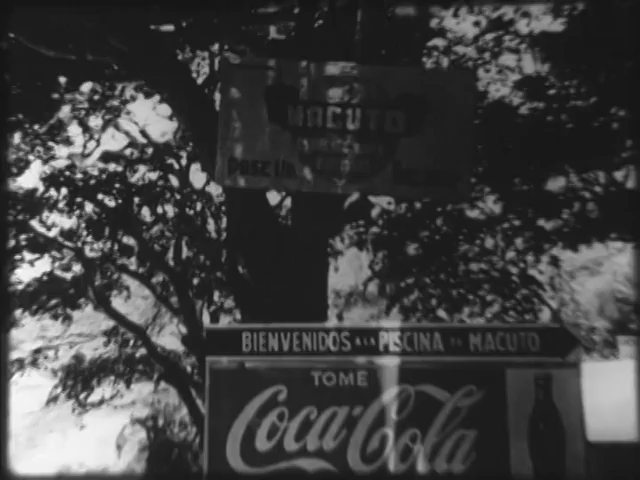 MACUTO
BIENVENIDOS A LA PISCINA DE MACUTO
TOME
Coca-Cola